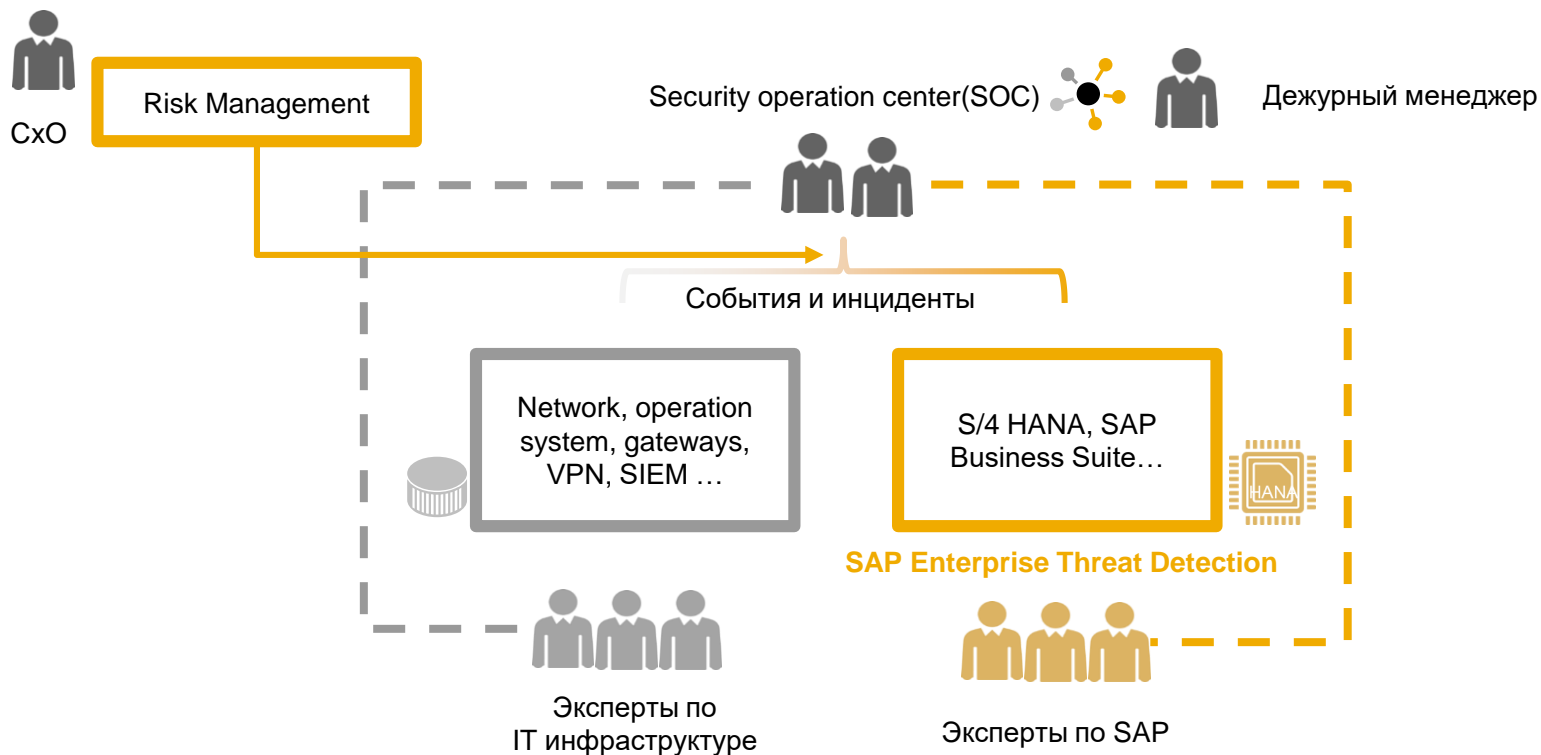 Risk Management
CxO
Security operation center(SOC)
Дежурный менеджер
События и инциденты
Network, operation
system, gateways,
VPN, SIEM …
S/4 HANA, SAP
Business Suite…
HANA
SAP Enterprise Threat Detection
Эксперты по
IT инфраструктуре
Эксперты по SAP